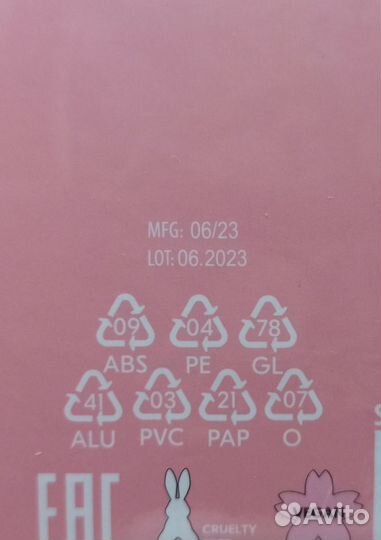 MFG: 06/23
LOT: 06.2023
09 04 78
ABS PE GL
41 03 21 07
ALU PVC PAP O
EAC
CRUELTY
Avito